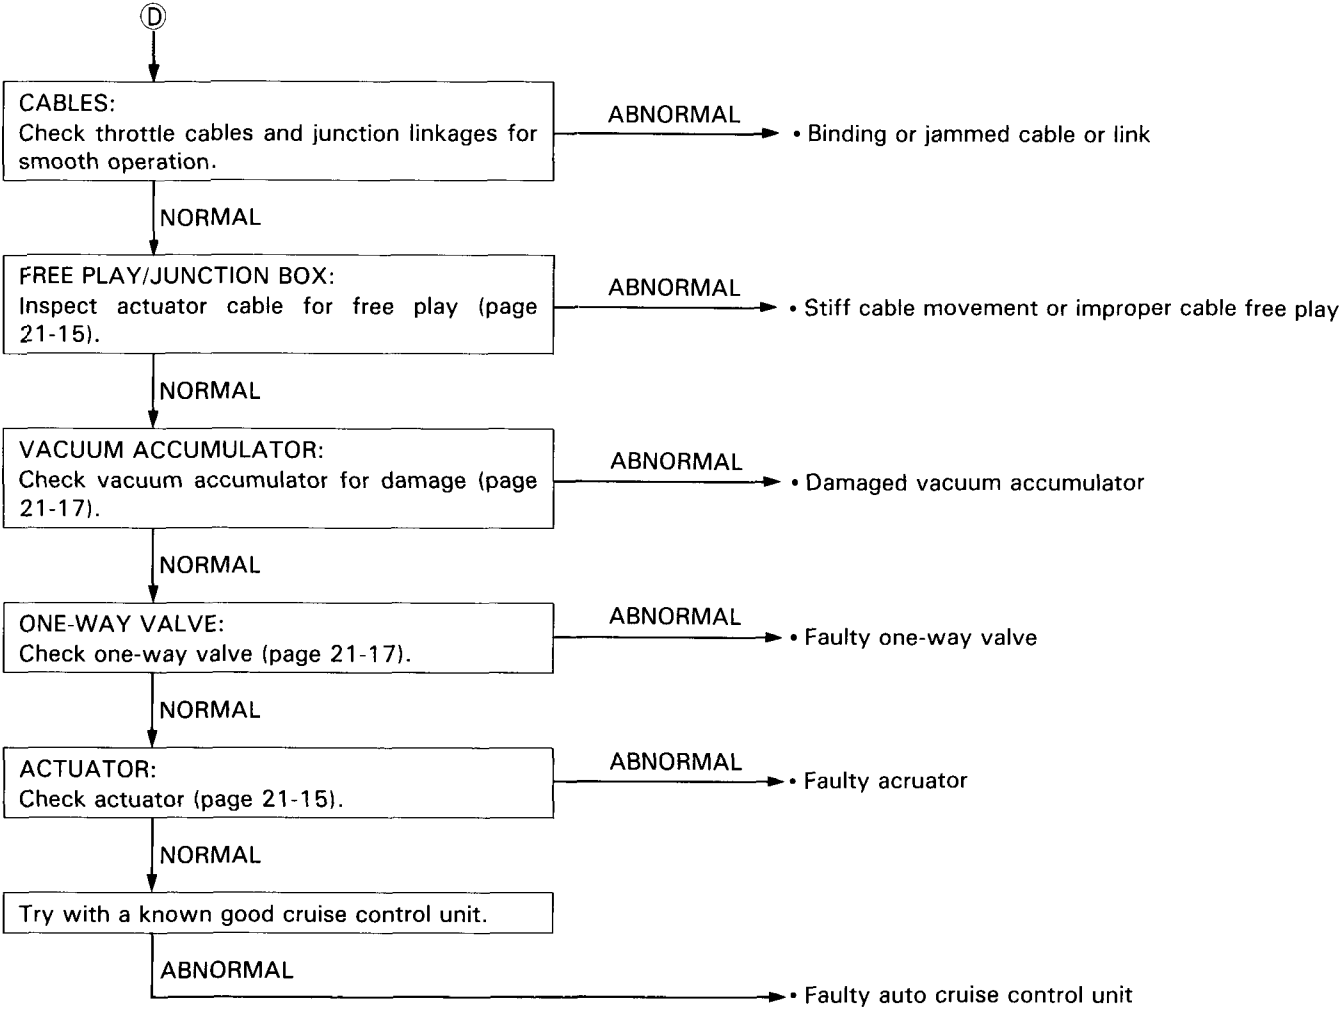 D
CABLES:
Check throttle cables and junction linkages for
smooth operation.
ABNORMAL
• Binding or jammed cable or link
NORMAL
FREE PLAY/JUNCTION BOX:
Inspect actuator cable for free play (page
21-15).
ABNORMAL
• Stiff cable movement or improper cable free play
NORMAL
VACUUM ACCUMULATOR:
Check vacuum accumulator for damage (page
21-17).
ABNORMAL
• Damaged vacuum accumulator
NORMAL
ONE-WAY VALVE:
Check one-way valve (page 21-17).
ABNORMAL
• Faulty one-way valve
NORMAL
ACTUATOR:
Check actuator (page 21-15).
ABNORMAL
• Faulty acruator
NORMAL
Try with a known good cruise control unit.
ABNORMAL
• Faulty auto cruise control unit